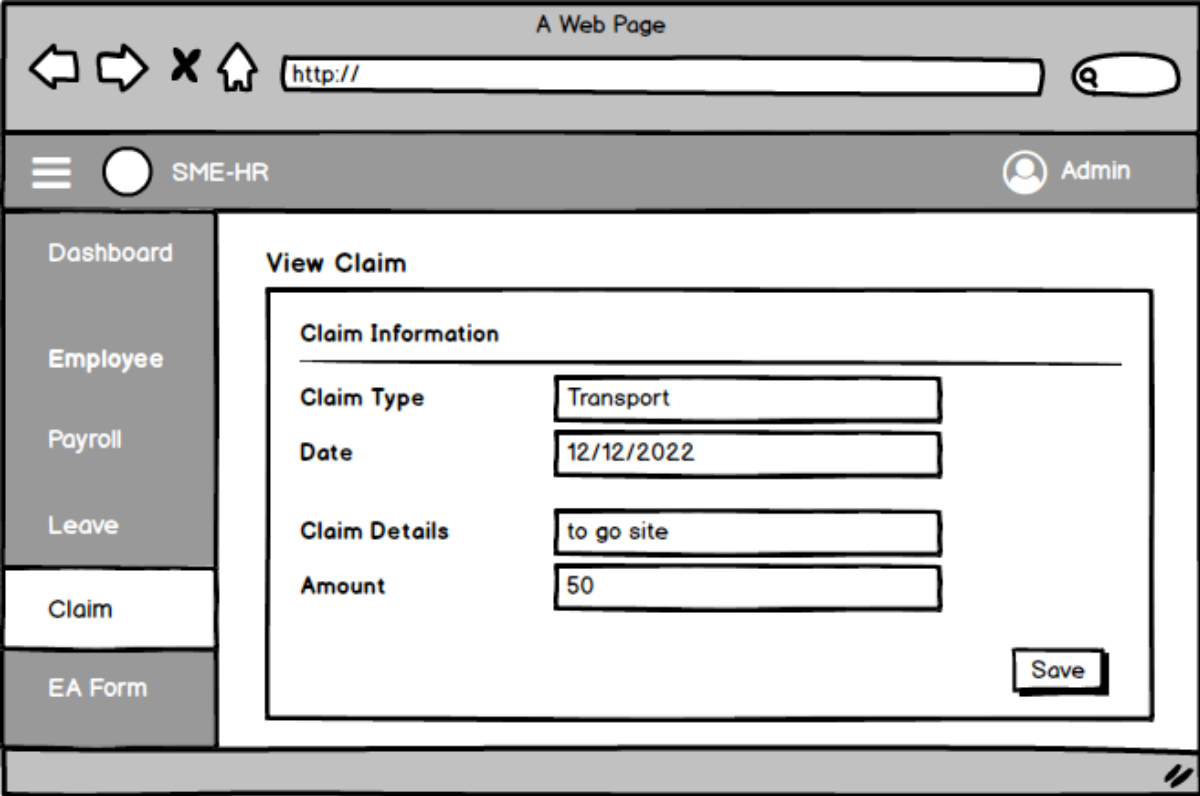 A Web Page
http://
SME-HR
Admin
Dashboard
Employee
Payroll
Leave
Claim
EA Form
View Claim
Claim Information
Claim Type
Transport
Date
12/12/2022
Claim Details
to go site
Amount
50
Save